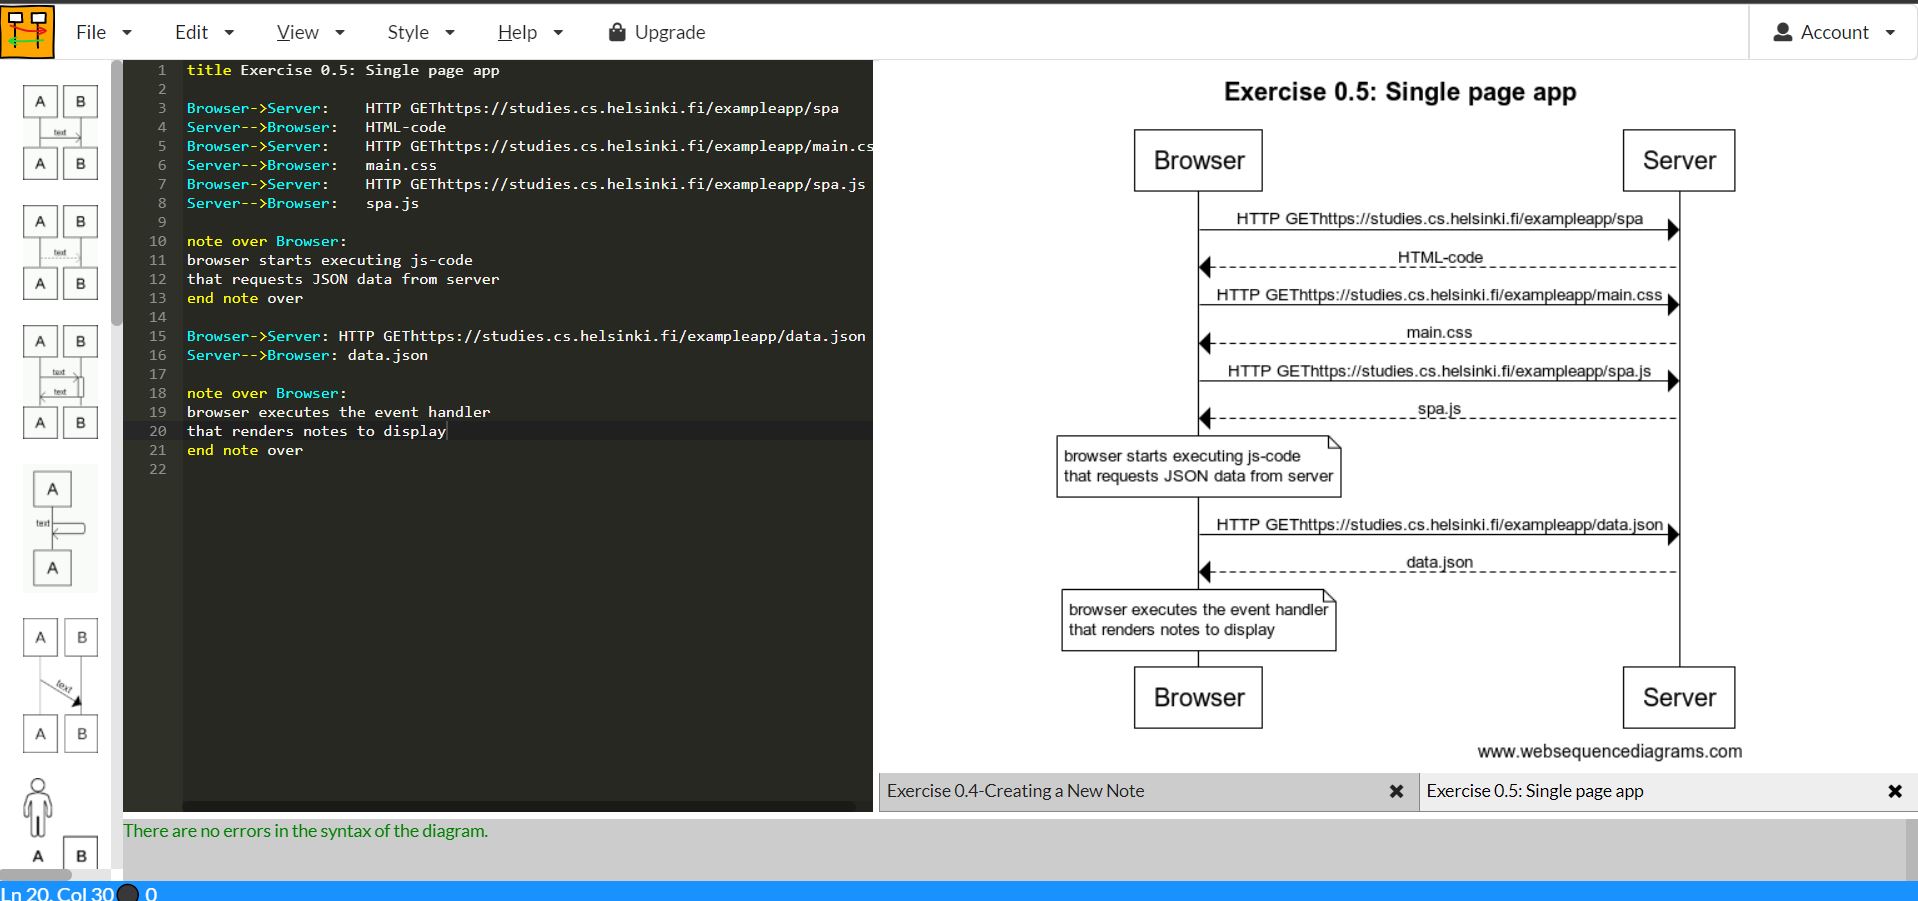 File Edit View Style Help Upgrade Account
A B
text
A B
A B
text
A B
A B
text
text
A B
A
text
A
A B
text
A B
A B
1 title Exercise 0.5: Single page app
2
3 Browser->Server: HTTP GEThttps://studies.cs.helsinki.fi/exampleapp/spa
4 Server-->Browser: HTML-code
5 Browser->Server: HTTP GEThttps://studies.cs.helsinki.fi/exampleapp/main.cs
6 Server-->Browser: main.css
7 Browser->Server: HTTP GEThttps://studies.cs.helsinki.fi/exampleapp/spa.js
8 Server-->Browser: spa.js
9
10 note over Browser:
11 browser starts executing js-code
12 that requests JSON data from server
13 end note over
14
15 Browser->Server: HTTP GEThttps://studies.cs.helsinki.fi/exampleapp/data.json
16 Server-->Browser: data.json
17
18 note over Browser:
19 browser executes the event handler
20 that renders notes to display
21 end note over
22
Exercise 0.5: Single page app
Browser Server
HTTP GEThttps://studies.cs.helsinki.fi/exampleapp/spa
HTML-code
HTTP GEThttps://studies.cs.helsinki.fi/exampleapp/main.css
main.css
HTTP GEThttps://studies.cs.helsinki.fi/exampleapp/spa.js
spa.js
browser starts executing js-code
that requests JSON data from server
HTTP GEThttps://studies.cs.helsinki.fi/exampleapp/data.json
data.json
browser executes the event handler
that renders notes to display
Browser Server
www.websequencediagrams.com
Exercise 0.4-Creating a New Note ✖ Exercise 0.5: Single page app ✖
There are no errors in the syntax of the diagram.
Ln 20, Col 30 0